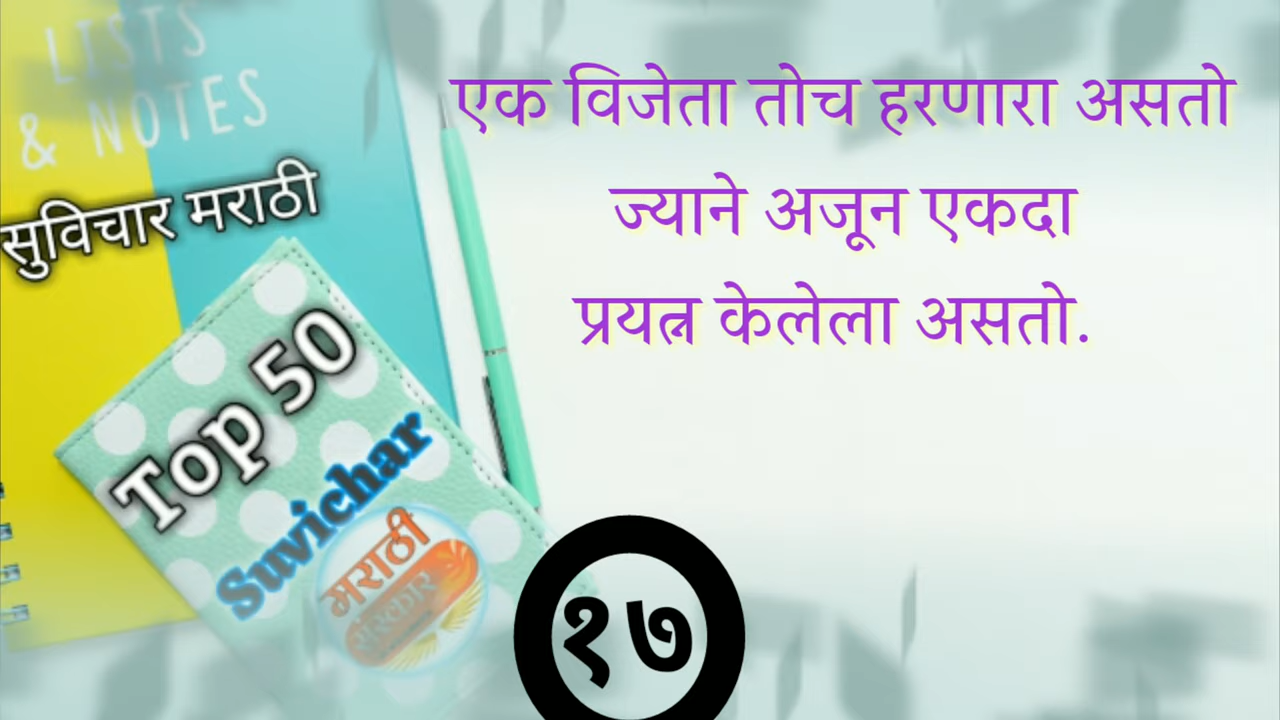 LISTS
& NOTES
सुविचार मराठी
Top 50
Suvichar
मराठी
संस्कार
एक विजेता तोच हरणारा असतो
ज्याने अजून एकदा
प्रयत्न केलेला असतो.
१७